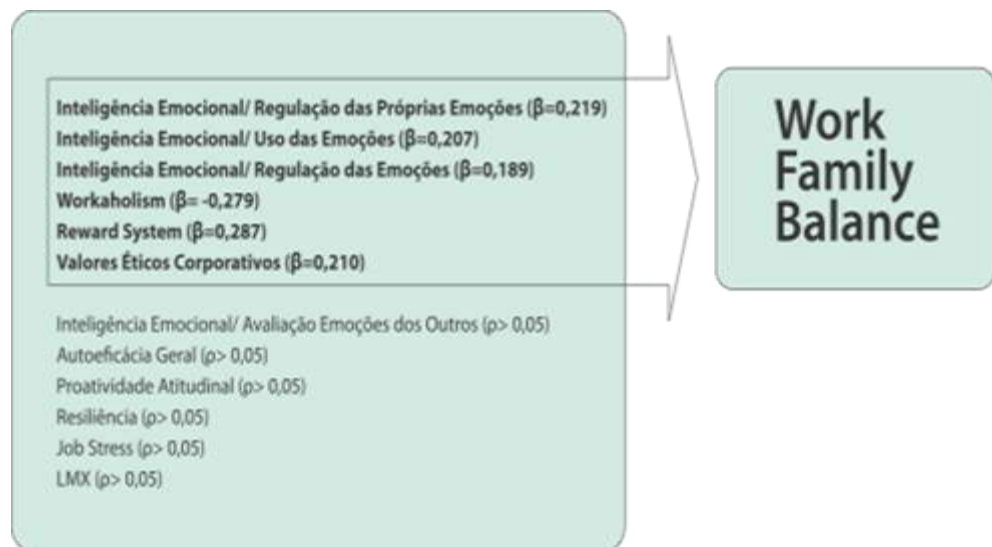 Inteligência Emocional/ Regulação das Próprias Emoções (β=0,219)
Inteligência Emocional/ Uso das Emoções (β=0,207)
Inteligência Emocional/ Regulação das Emoções (β=0,189)
Workaholism (β= -0,279)
Reward System (β=0,287)
Valores Éticos Corporativos (β=0,210)
Inteligência Emocional/ Avaliação Emoções dos Outros (ρ> 0,05)
Autoeficácia Geral (ρ> 0,05)
Proatividade Atitudinal (ρ> 0,05)
Resiliência (ρ> 0,05)
Job Stress (ρ> 0,05)
LMX (ρ> 0,05)
Work
Family
Balance